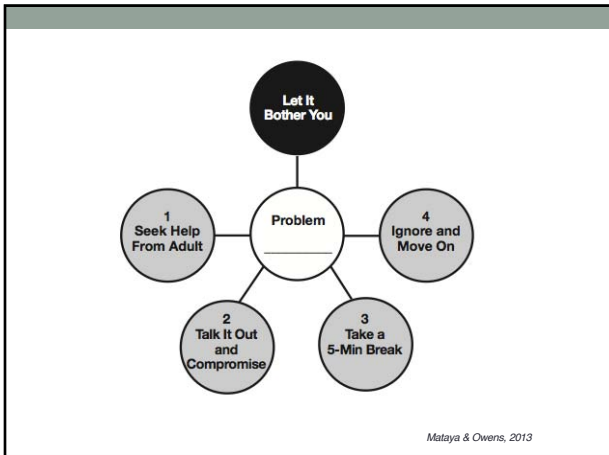 Let It
Bother You
Problem
1
Seek Help
From Adult
4
Ignore and
Move On
2
Talk It Out
and
Compromise
3
Take a
5-Min Break
Mataya & Owens, 2013